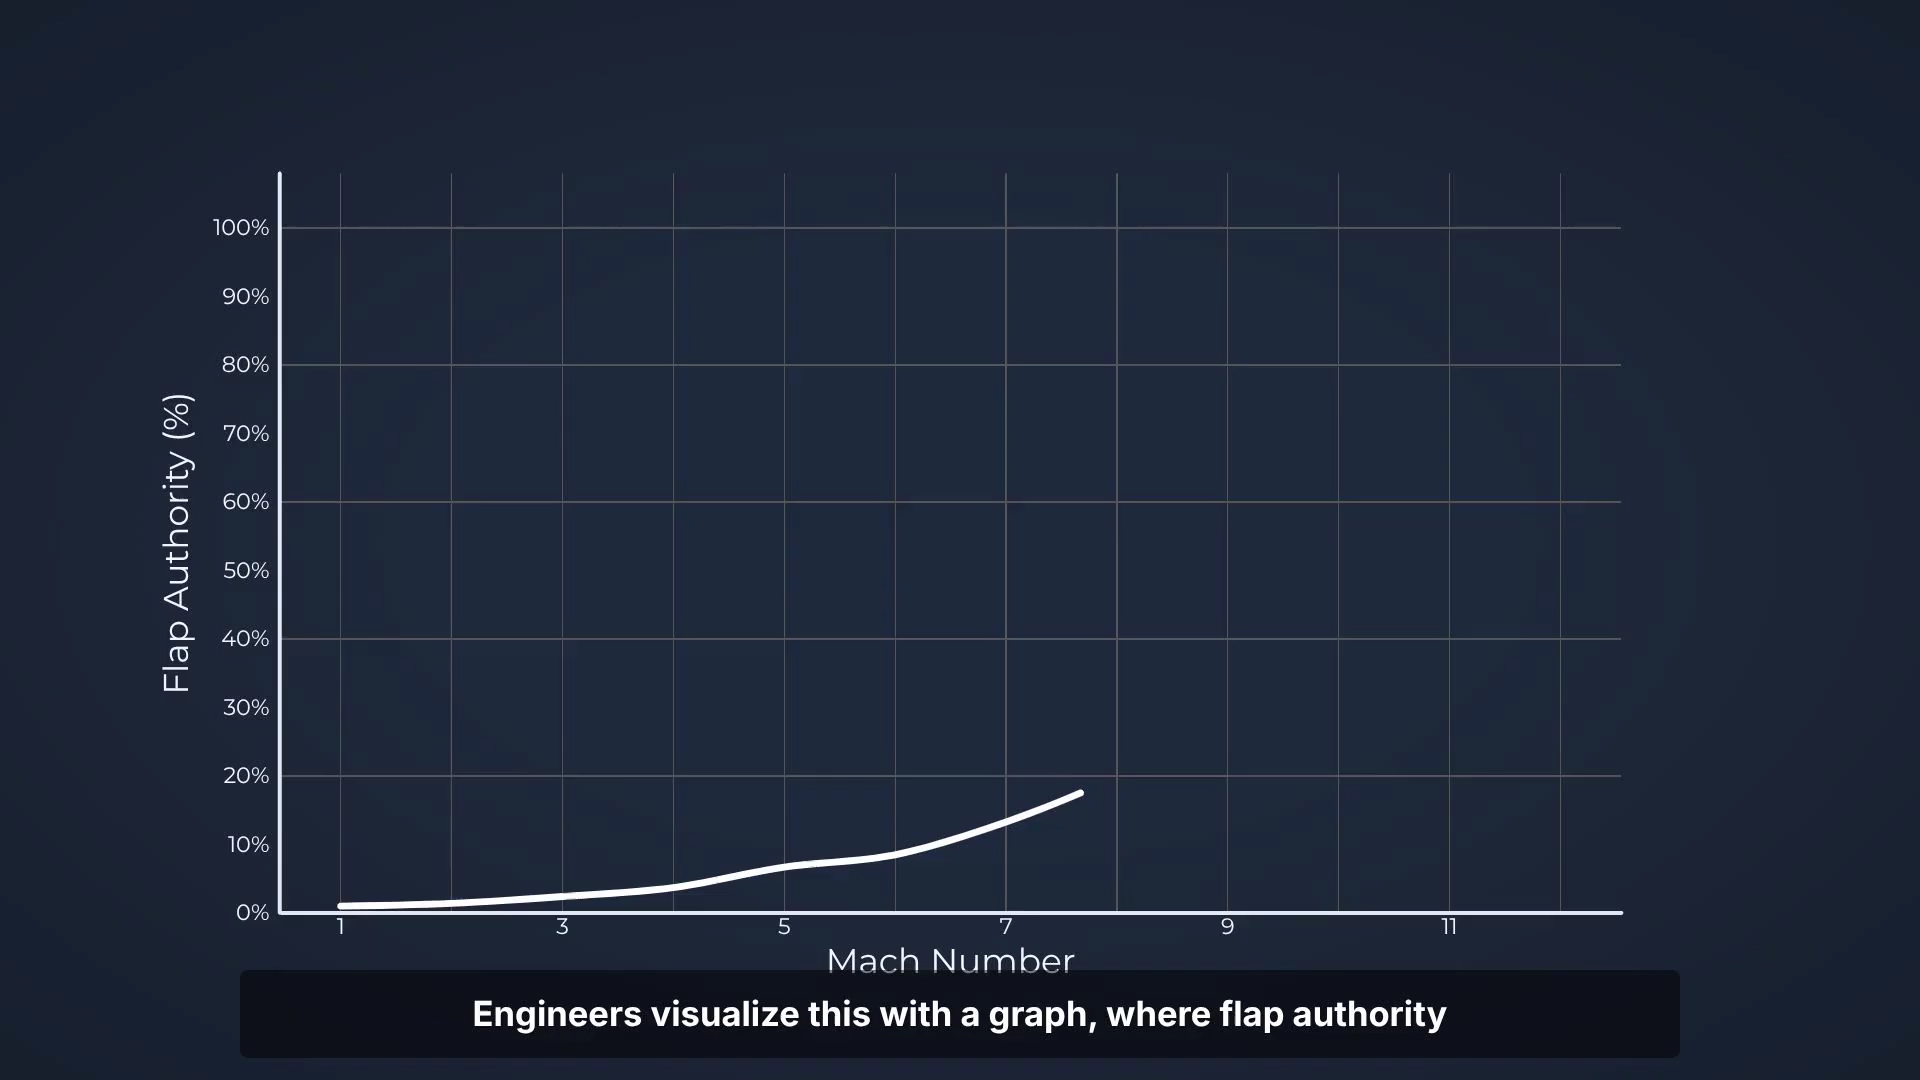 100%
90%
80%
70%
60%
50%
40%
30%
20%
10%
0%
Flap Authority (%)
1 3 5 7 9 11
Mach Number
Engineers visualize this with a graph, where flap authority